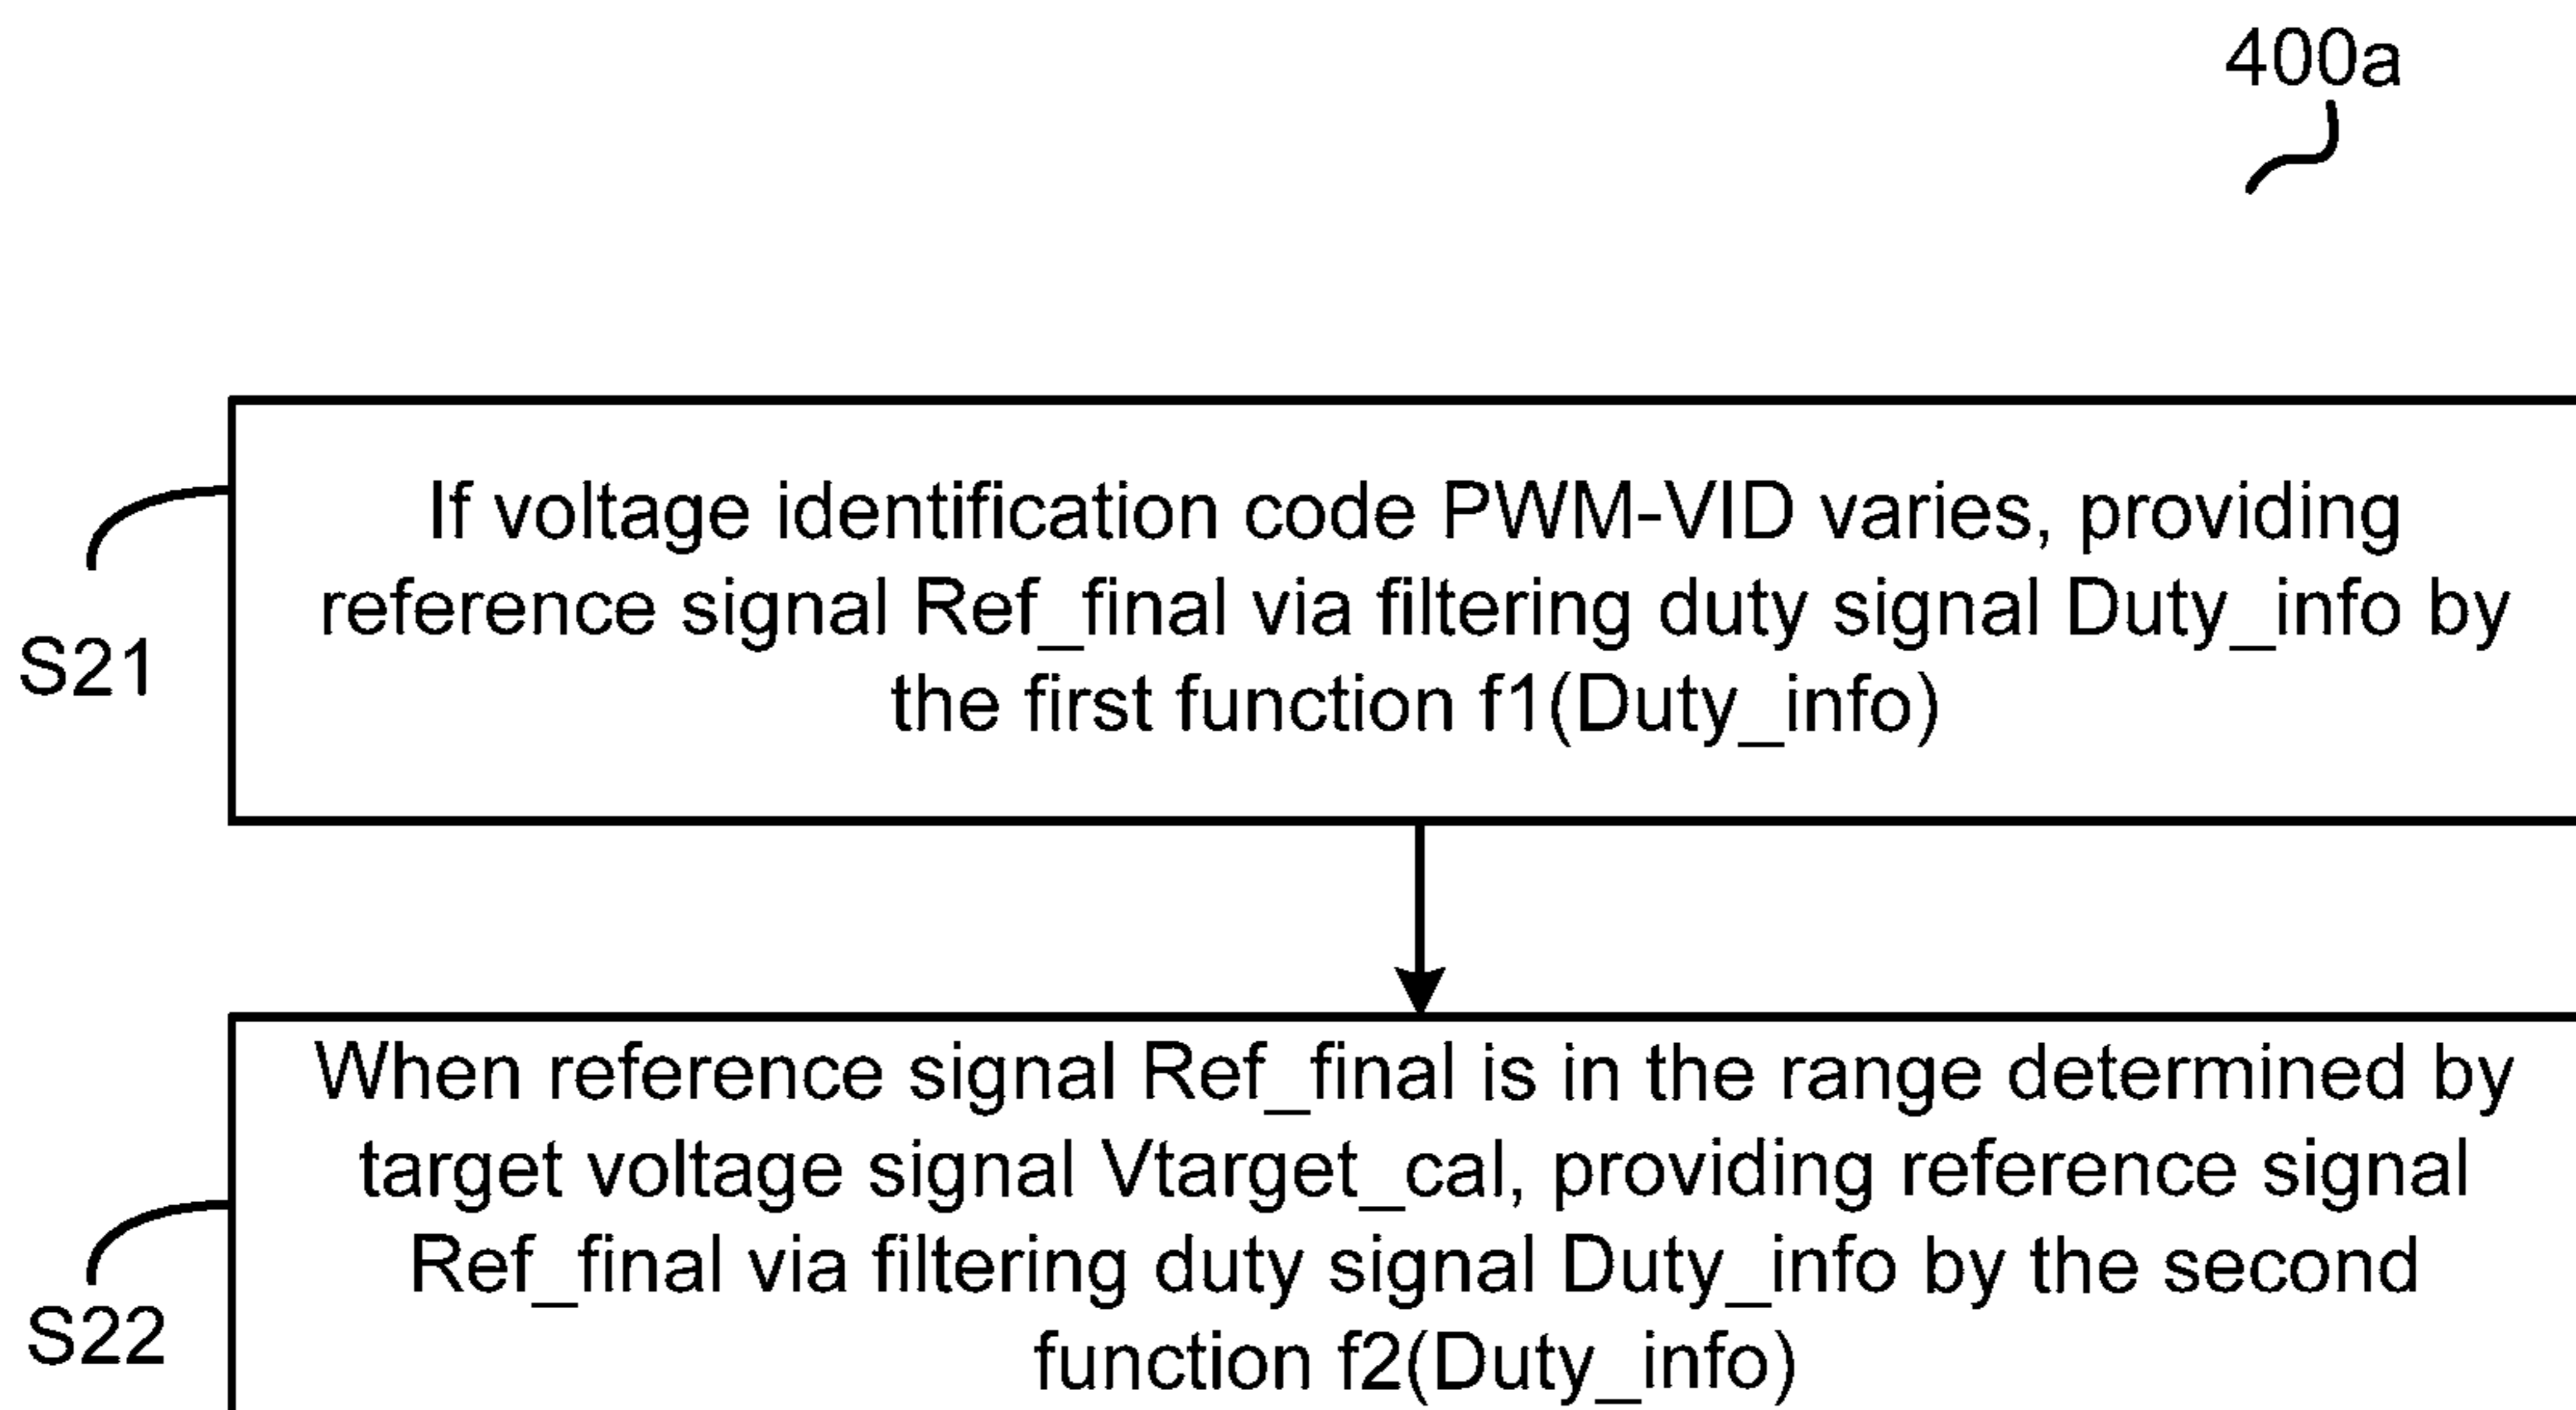 400a
If voltage identification code PWM-VID varies, providing
reference signal Ref_final via filtering duty signal Duty_info by
the first function f1(Duty_info)
S21
When reference signal Ref_final is in the range determined by
target voltage signal Vtarget_cal, providing reference signal
Ref_final via filtering duty signal Duty_info by the second
function f2(Duty_info)
S22